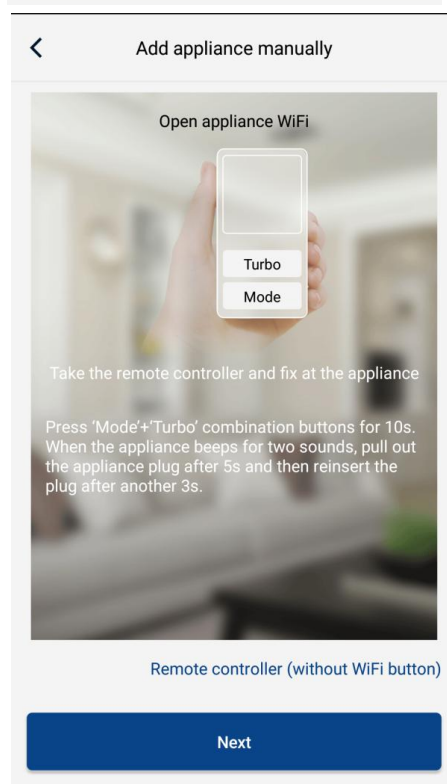 Add appliance manually
Open appliance WiFi
Turbo
Mode
Take the remote controller and fix at the appliance
Press ‘Mode’+‘Turbo’ combination buttons for 10s.
When the appliance beeps for two sounds, pull out
the appliance plug after 5s and then reinsert the
plug after another 3s.
Remote controller (without WiFi button)
Next